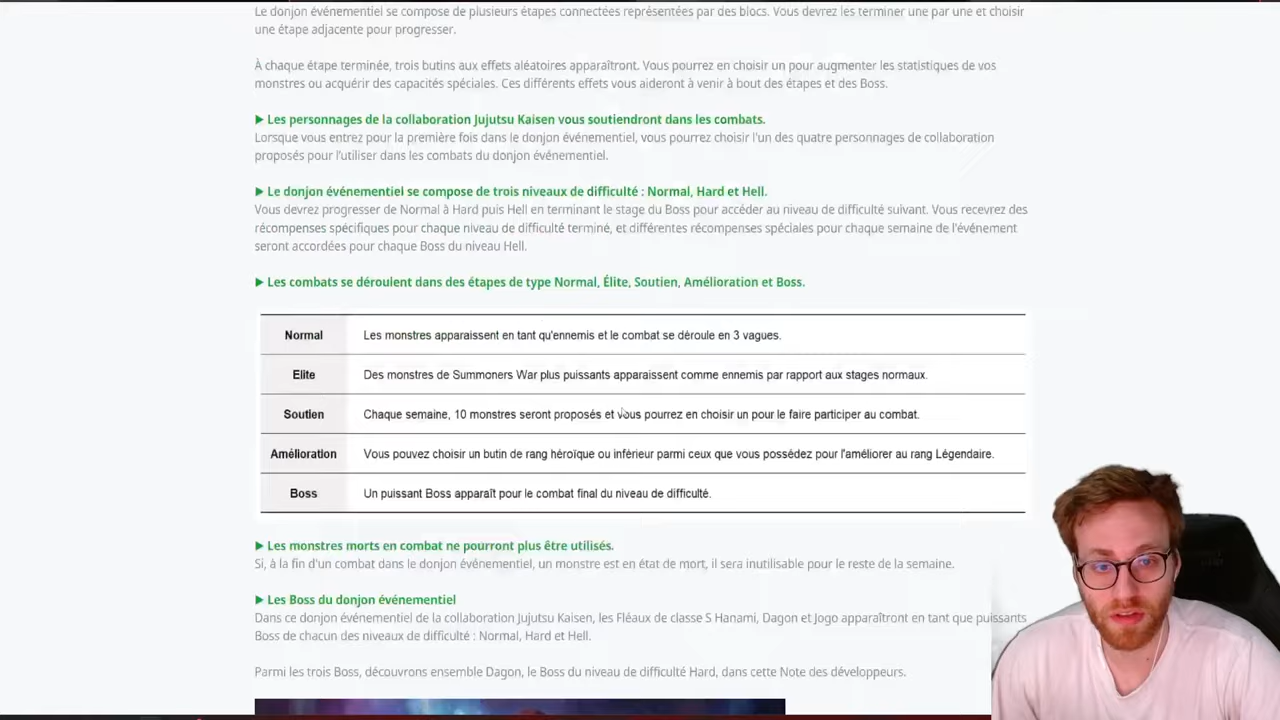 Le donjon événementiel se compose de plusieurs étapes connectées représentées par des blocs. Vous devrez les terminer une par une et choisir
une étape adjacente pour progresser.
À chaque étape terminée, trois butins aux effets aléatoires apparaîtront. Vous pourrez en choisir un pour augmenter les statistiques de vos
monstres ou acquérir des capacités spéciales. Ces différents effets vous aideront à venir à bout des étapes et des Boss.
▶ Les personnages de la collaboration Jujutsu Kaisen vous soutiendront dans les combats.
Lorsque vous entrez pour la première fois dans le donjon événementiel, vous pourrez choisir l'un des quatre personnages de collaboration
proposés pour l'utiliser dans les combats du donjon événementiel.
▶ Le donjon événementiel se compose de trois niveaux de difficulté : Normal, Hard et Hell.
Vous devrez progresser de Normal à Hard puis Hell en terminant le stage du Boss pour accéder au niveau de difficulté suivant. Vous recevrez des
récompenses spécifiques pour chaque niveau de difficulté terminé, et différentes récompenses spéciales pour chaque semaine de l'événement
seront accordées pour chaque Boss du niveau Hell.
▶ Les combats se déroulent dans des étapes de type Normal, Élite, Soutien, Amélioration et Boss.
Normal Les monstres apparaissent en tant qu'ennemis et le combat se déroule en 3 vagues.
Elite Des monstres de Summoners War plus puissants apparaissent comme ennemis par rapport aux stages normaux.
Soutien Chaque semaine, 10 monstres seront proposés et vous pourrez en choisir un pour le faire participer au combat.
Amélioration Vous pouvez choisir un butin de rang héroïque ou inférieur parmi ceux que vous possédez pour l'améliorer au rang Légendaire.
Boss Un puissant Boss apparaît pour le combat final du niveau de difficulté.
▶ Les monstres morts en combat ne pourront plus être utilisés.
Si, à la fin d'un combat dans le donjon événementiel, un monstre est en état de mort, il sera inutilisable pour le reste de la semaine.
▶ Les Boss du donjon événementiel
Dans ce donjon événementiel de la collaboration Jujutsu Kaisen, les Fléaux de classe S Hanami, Dagon et Jogo apparaîtront en tant que puissants
Boss de chacun des niveaux de difficulté : Normal, Hard et Hell.
Parmi les trois Boss, découvrons ensemble Dagon, le Boss du niveau de difficulté Hard, dans cette Note des développeurs.